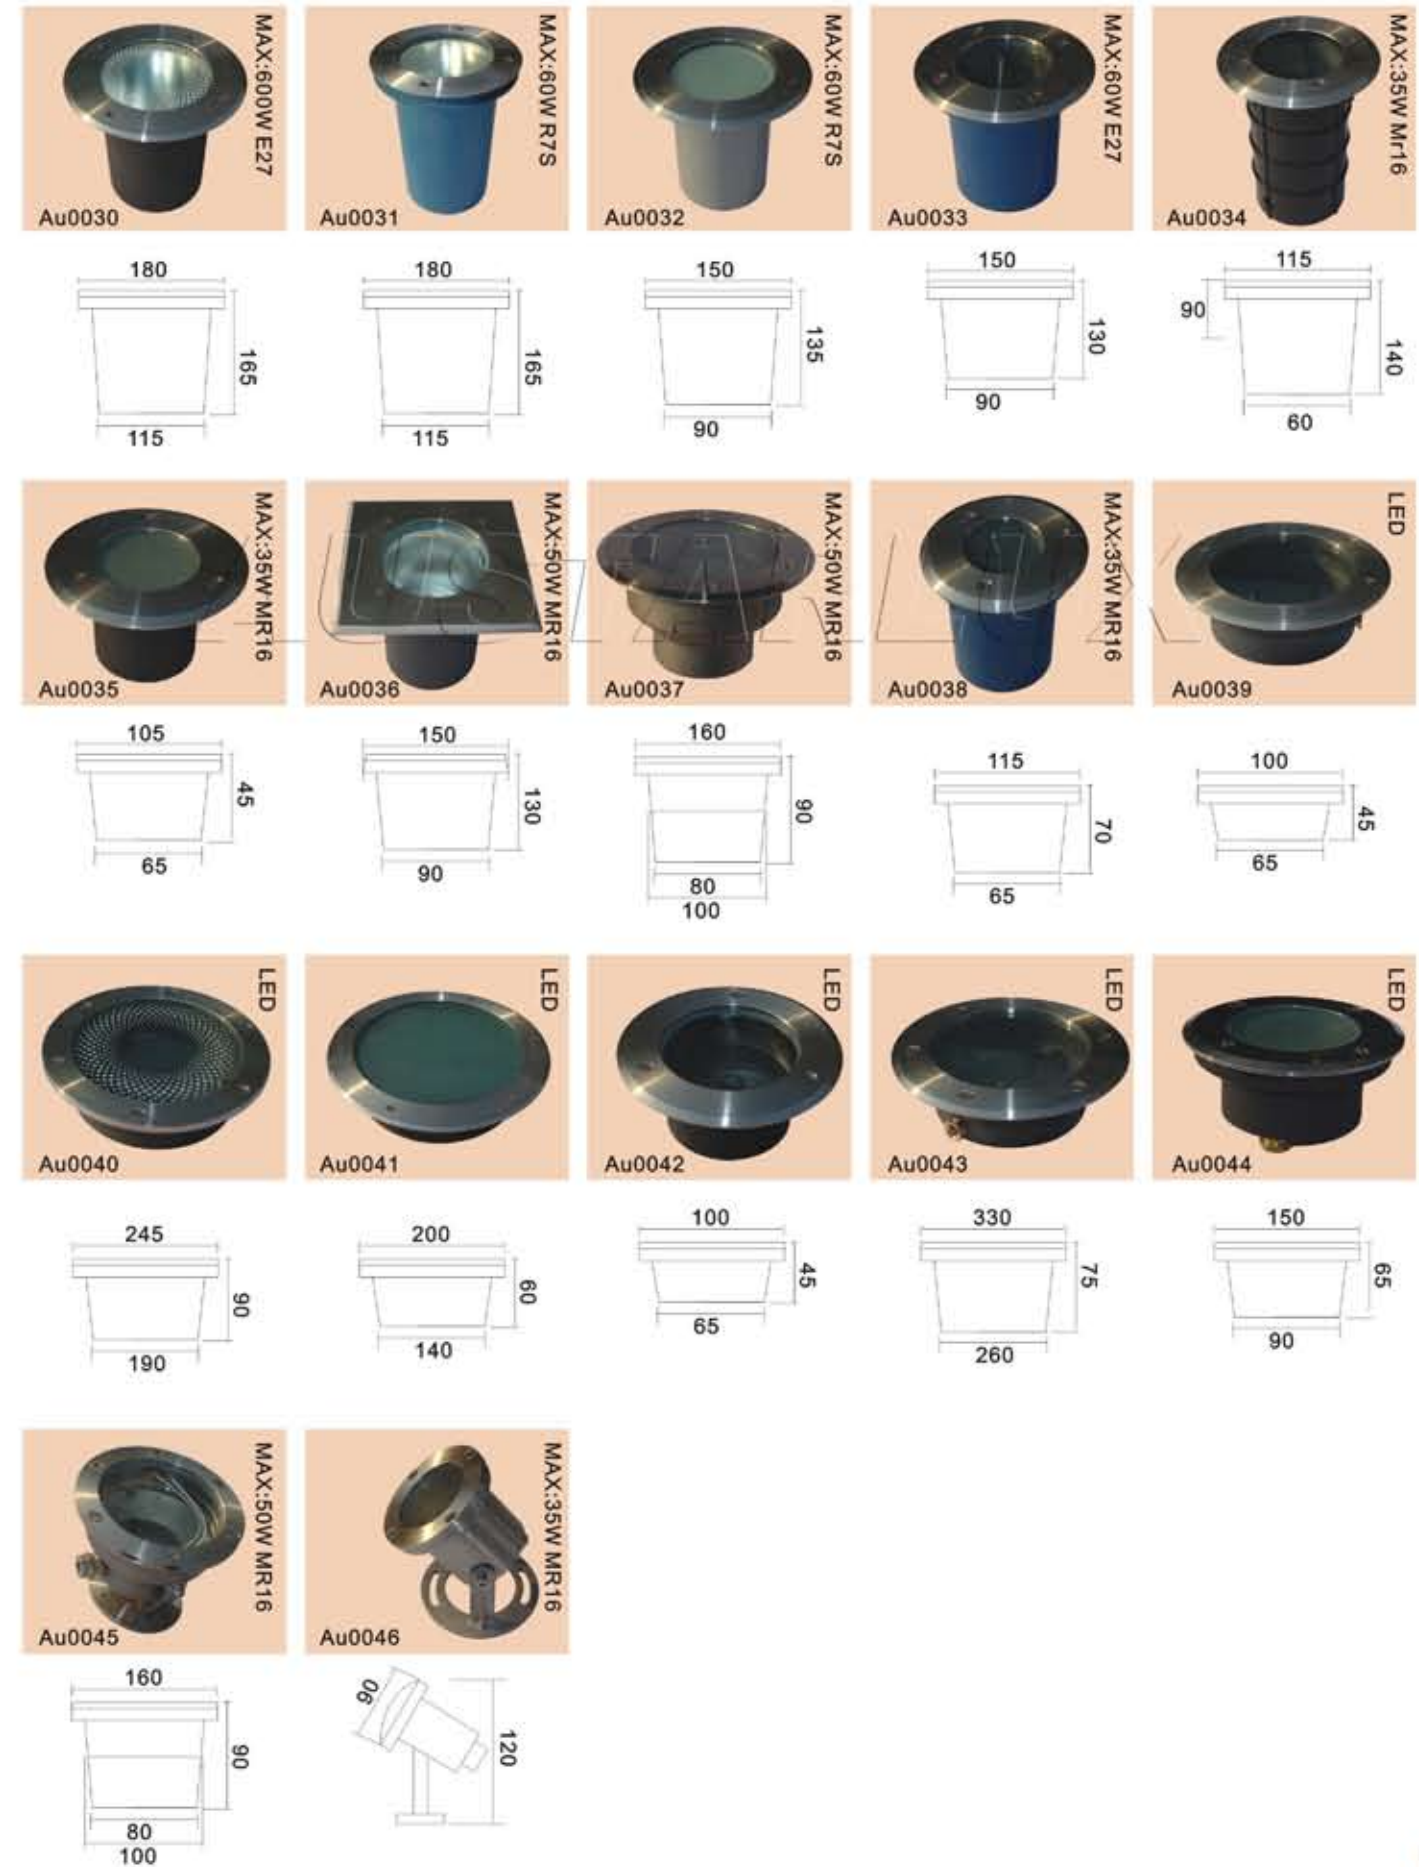 MAX:600W E27
Au0030
MAX:60W R7S
Au0031
MAX:60W R7S
Au0032
MAX:60W E27
Au0033
MAX:35W Mr16
Au0034
180
165
115
180
165
115
150
135
90
150
130
90
115
90
140
60
MAX:35W MR16
Au0035
MAX:50W MR16
Au0036
MAX:50W MR16
Au0037
MAX:35W MR16
Au0038
LED
Au0039
105
45
65
150
130
90
160
90
80
100
115
70
65
100
45
65
LED
Au0040
LED
Au0041
LED
Au0042
LED
Au0043
LED
Au0044
245
90
190
200
60
140
100
45
65
330
75
260
150
65
90
MAX:50W MR16
Au0045
MAX:35W MR16
Au0046
160
90
80
100
90
120